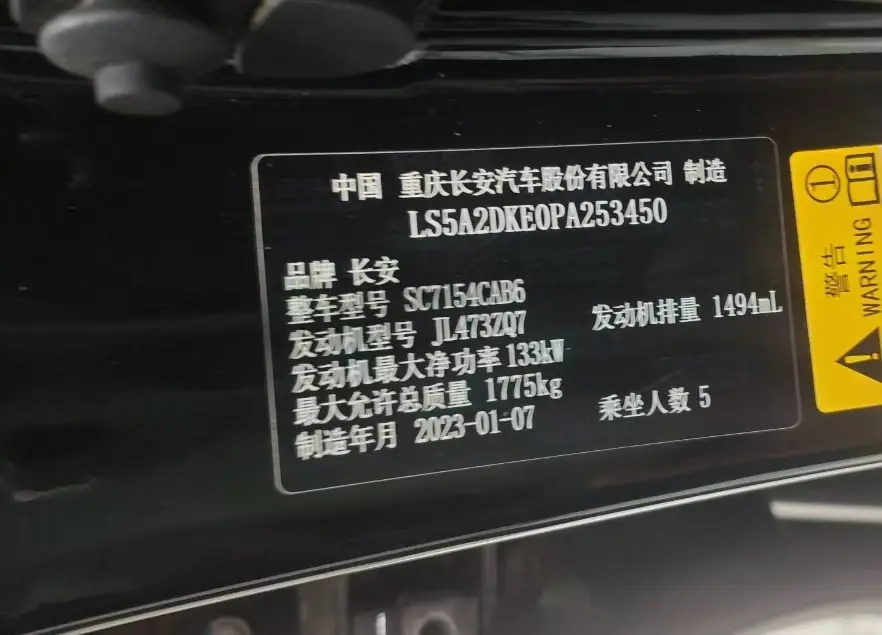 中国 重庆长安汽车股份有限公司 制造
LS5A2DKE0PA253450
品牌 长安
整车型号 SC7154CAB6
发动机型号 JL473ZQ7 发动机排量 1494mL
发动机最大净功率 133kW
最大允许总质量 1775kg
制造年月 2023-01-07 乘坐人数 5
1
警告
WARNING